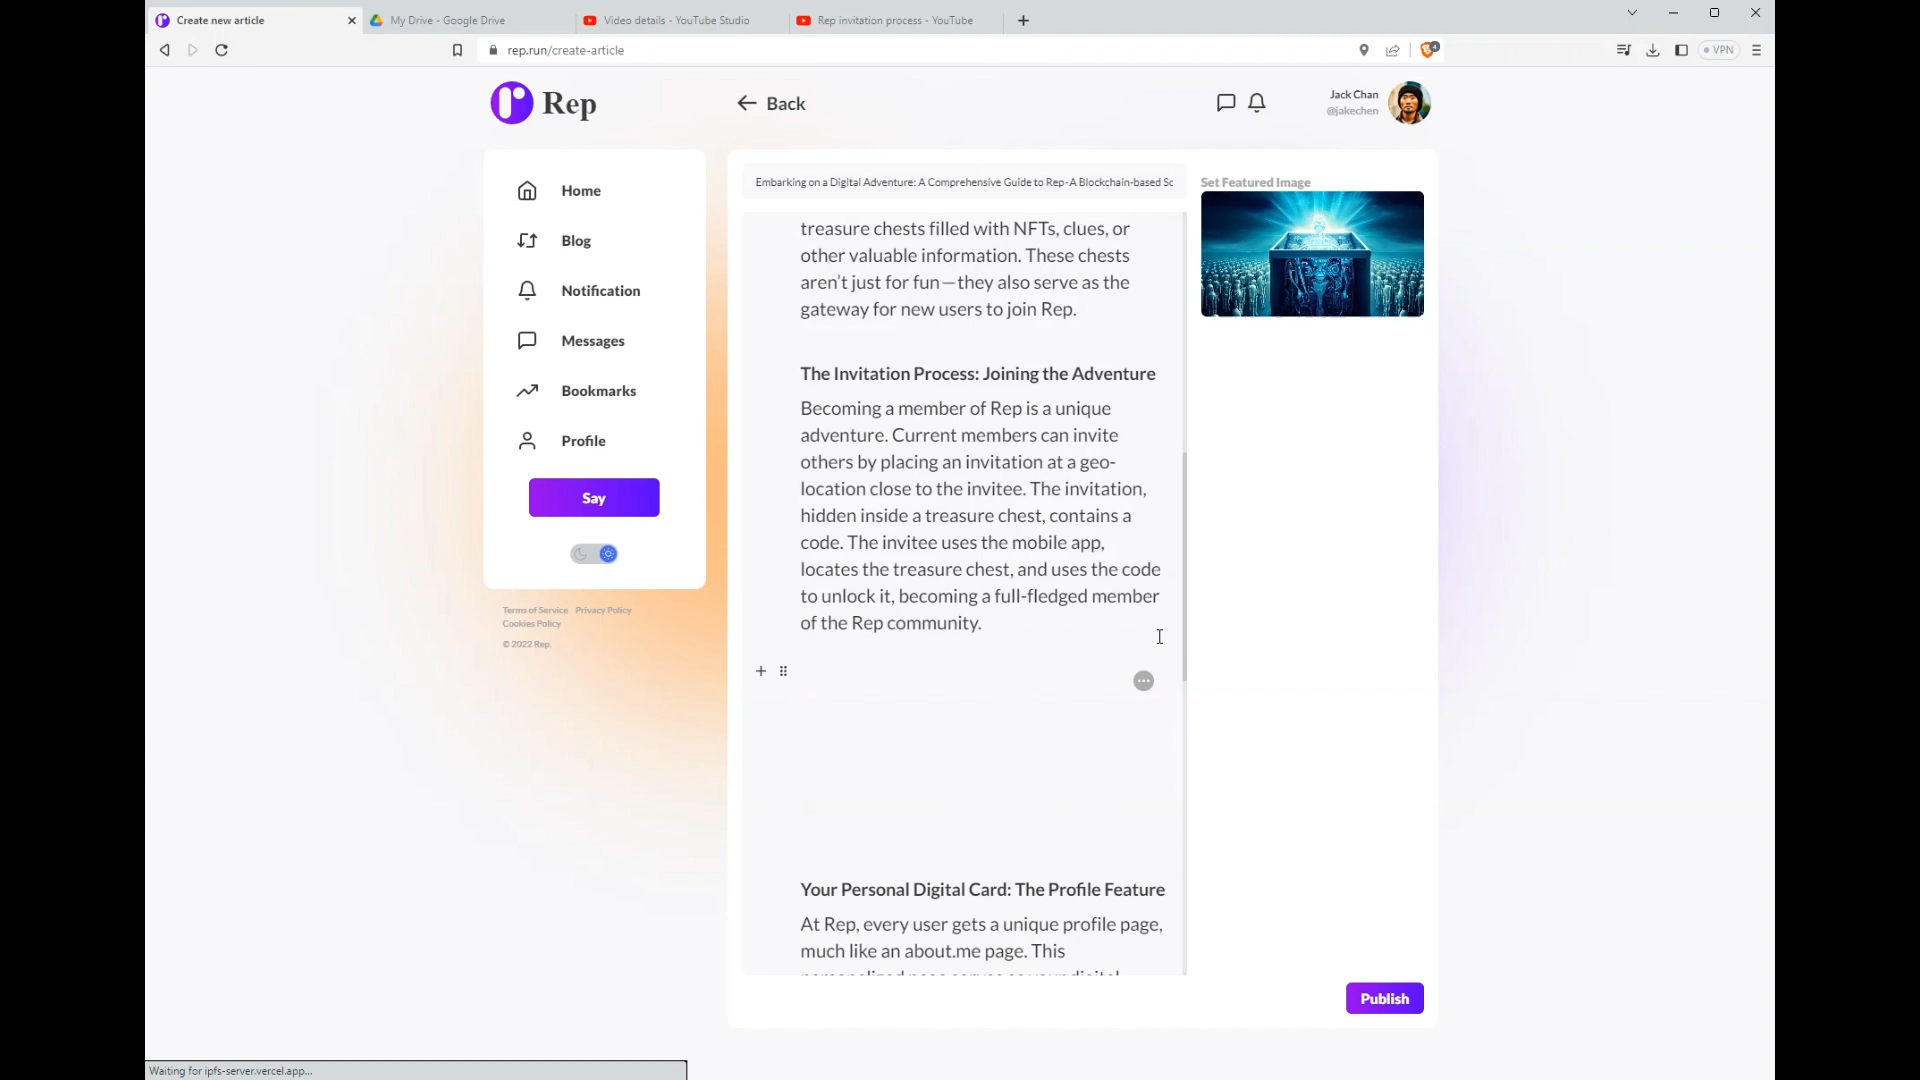 Create new article
My Drive - Google Drive
Video details - YouTube Studio
Rep invitation process - YouTube
rep.run/create-article
4
VPN
Rep
Back
Jack Chan
@jakechen
Home
Blog
Notification
Messages
Bookmarks
Profile
Say
Terms of Service Privacy Policy
Cookies Policy
© 2022 Rep.
Embarking on a Digital Adventure: A Comprehensive Guide to Rep-A Blockchain-based Sc
treasure chests filled with NFTs, clues, or
other valuable information. These chests
aren't just for fun—they also serve as the
gateway for new users to join Rep.
The Invitation Process: Joining the Adventure
Becoming a member of Rep is a unique
adventure. Current members can invite
others by placing an invitation at a geo-
location close to the invitee. The invitation,
hidden inside a treasure chest, contains a
code. The invitee uses the mobile app,
locates the treasure chest, and uses the code
to unlock it, becoming a full-fledged member
of the Rep community.
Your Personal Digital Card: The Profile Feature
At Rep, every user gets a unique profile page,
much like an about.me page. This
Set Featured Image
Publish
Waiting for ipfs-server.vercel.app...